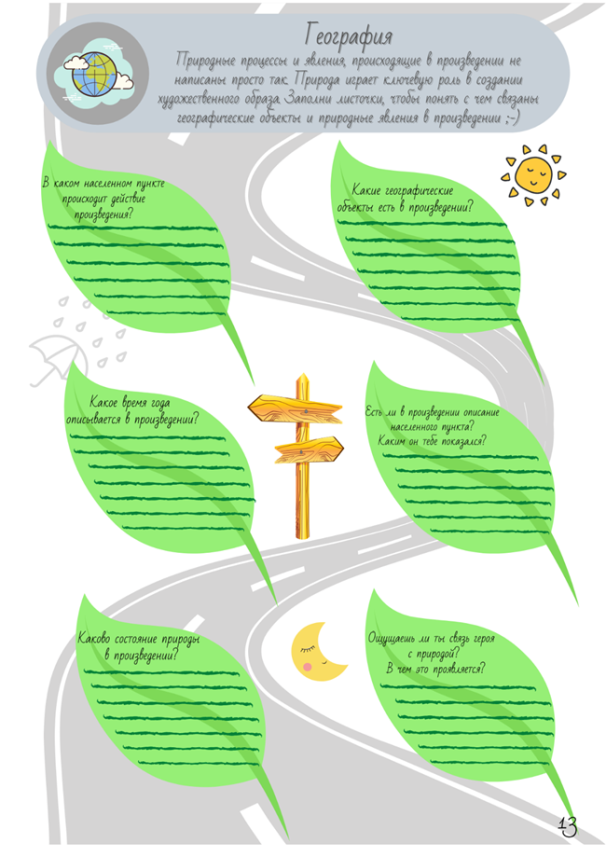 География
Природные процессы и явления, происходящие в произведении не
написаны просто так. Природа играет ключевую роль в создании
художественного образа. Заполни листочки, чтобы понять с чем связаны
географические объекты и природные явления в произведении ;-)
В каком населенном пункте
происходит действие
произведения?
Какие географические
объекты есть в произведении?
Какое время года
описывается в произведении?
Есть ли в произведении описание
населенного пункта?
Каким он тебе показался?
Каково состояние природы
в произведении?
Ощущаешь ли ты связь героя
с природой?
В чем это проявляется?
13